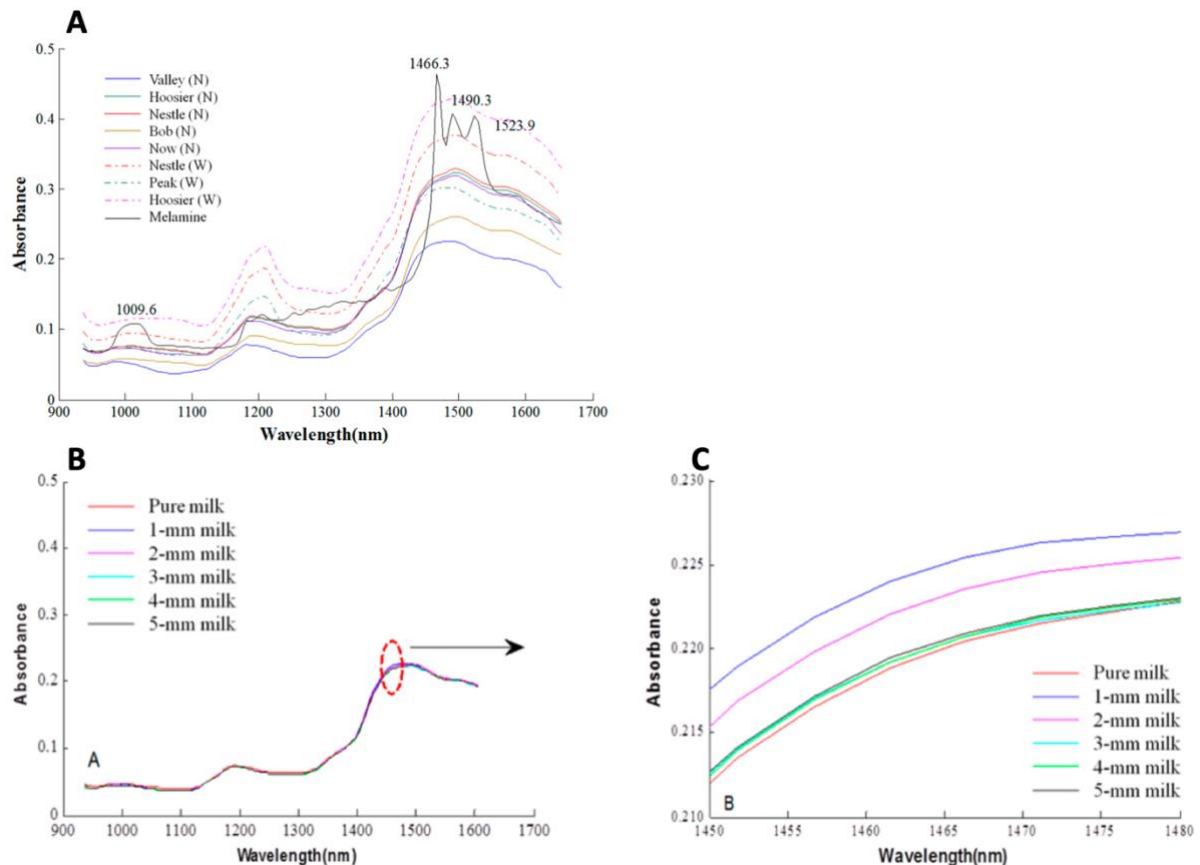 A
0.5
0.4
0.3
0.2
0.1
0
Absorbance
Valley (N)
Hoosier (N)
Nestle (N)
Bob (N)
Now (N)
Nestle (W)
Peak (W)
Hoosier (W)
Melamine
1009.6
1466.3
1490.3
1523.9
900 1000 1100 1200 1300 1400 1500 1600 1700
Wavelength(nm)
B
0.5
0.4
0.3
0.2
0.1
0
Absorbance
Pure milk
1-mm milk
2-mm milk
3-mm milk
4-mm milk
5-mm milk
A
900 1000 1100 1200 1300 1400 1500 1600 1700
Wavelength(nm)
C
0.230
0.225
0.220
0.215
0.210
Absorbance
Pure milk
1-mm milk
2-mm milk
3-mm milk
4-mm milk
5-mm milk
B
1450 1455 1460 1465 1470 1475 1480
Wavelength(nm)